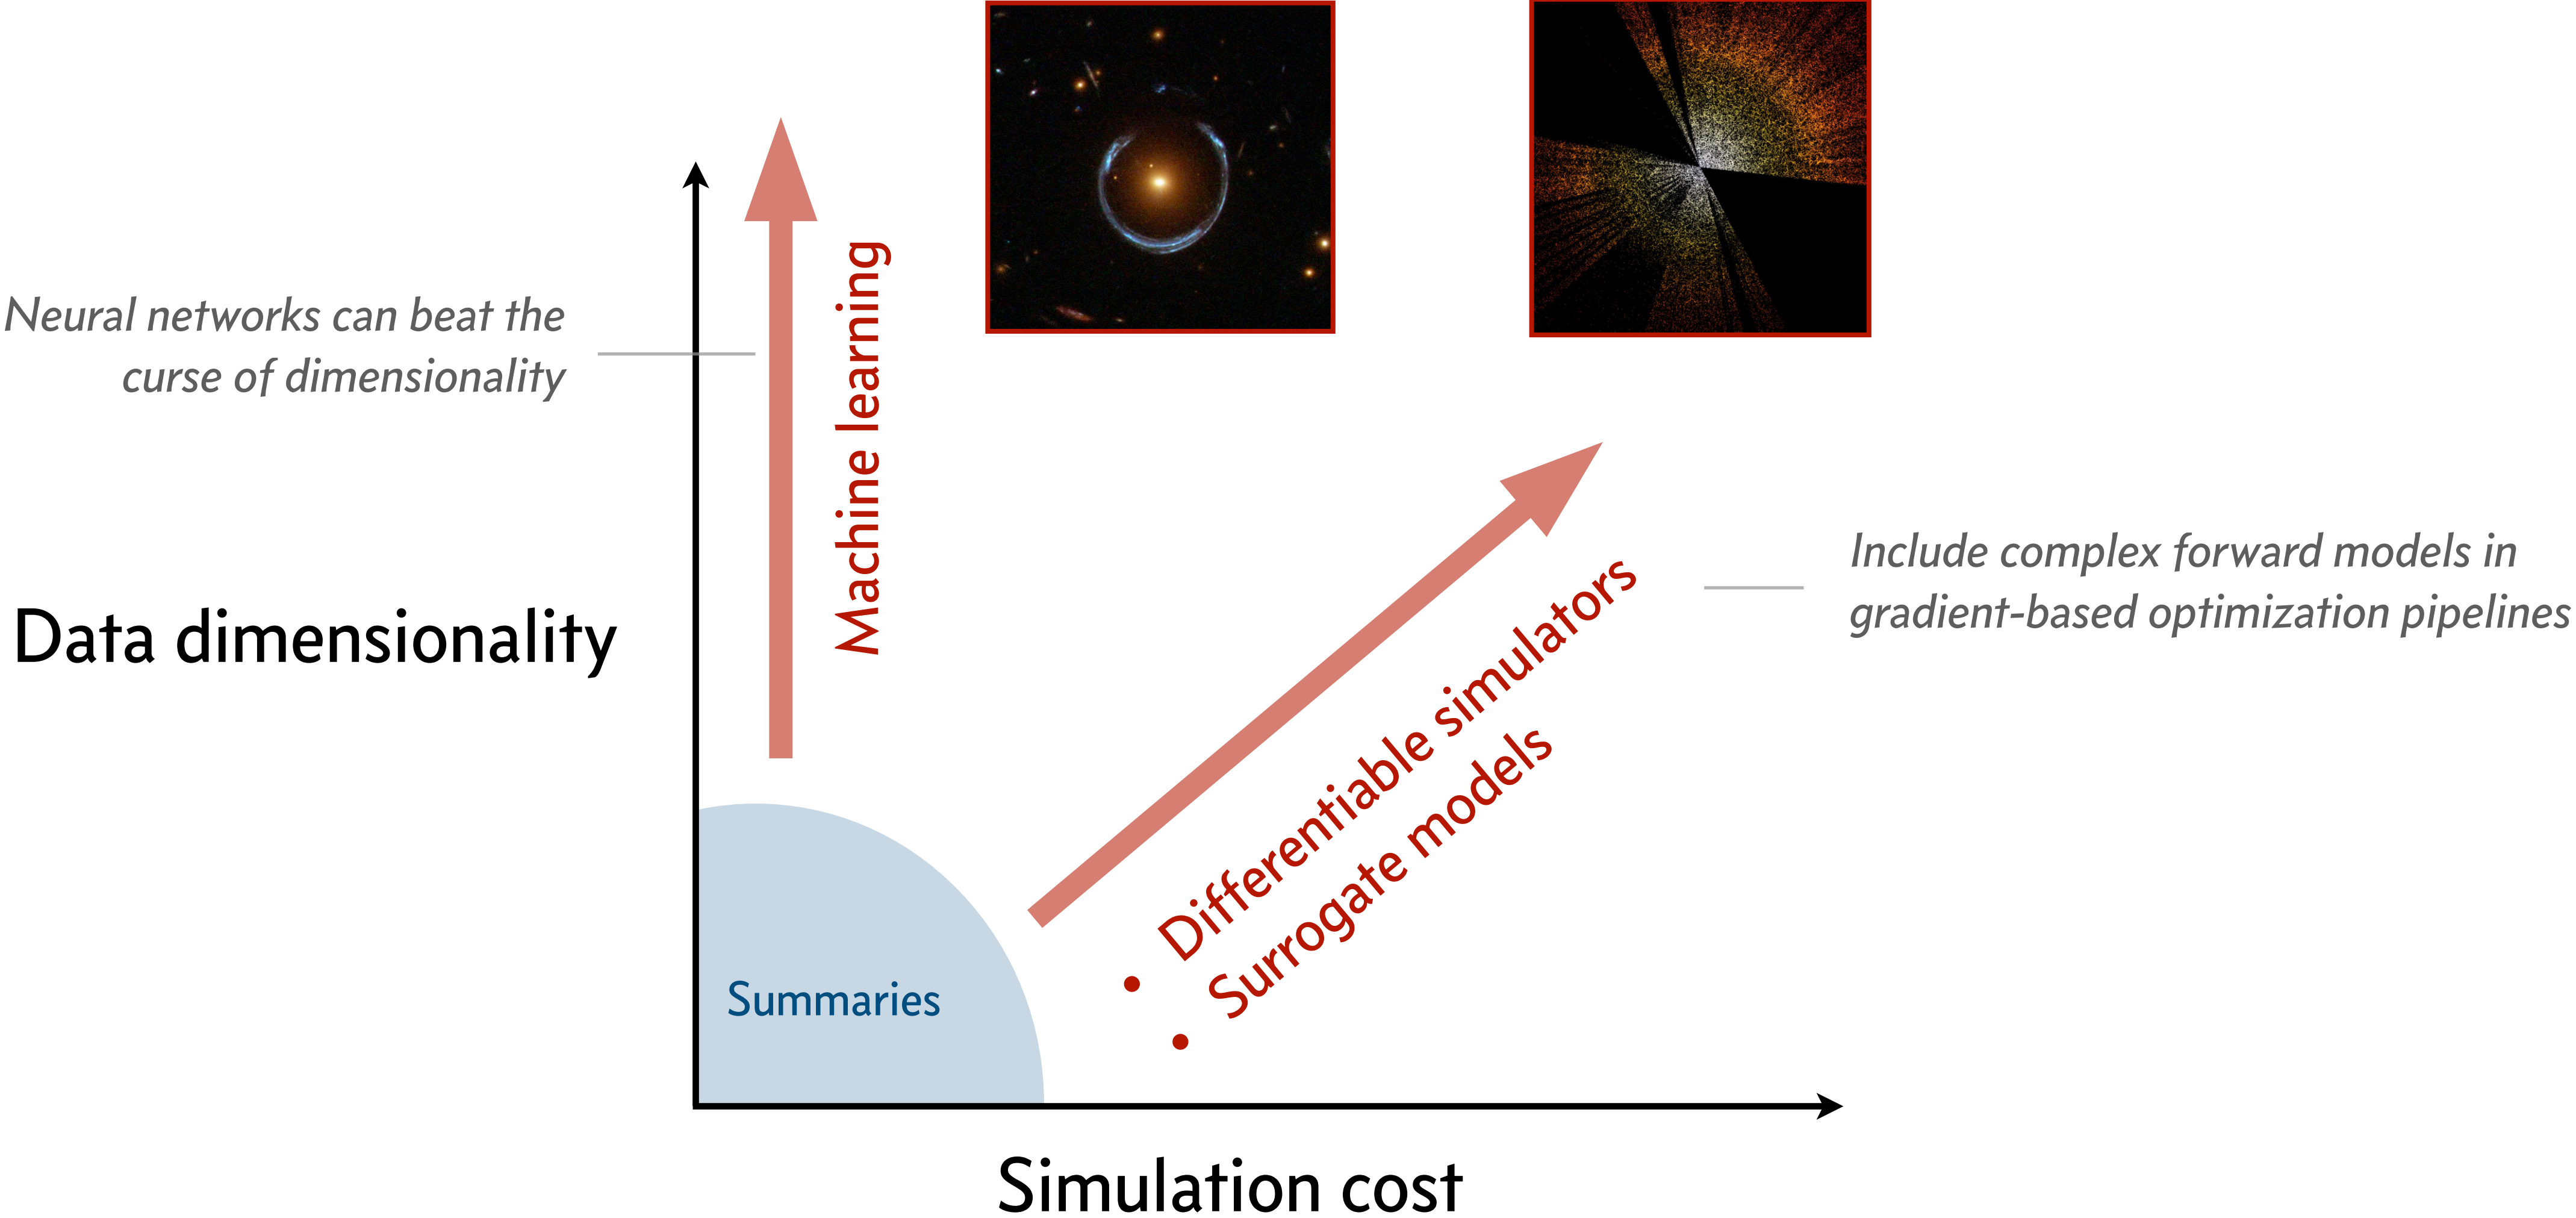 Neural networks can beat the
curse of dimensionality
Machine learning
Data dimensionality
Include complex forward models in
gradient-based optimization pipelines
• Differentiable simulators
• Surrogate models
Summaries
Simulation cost